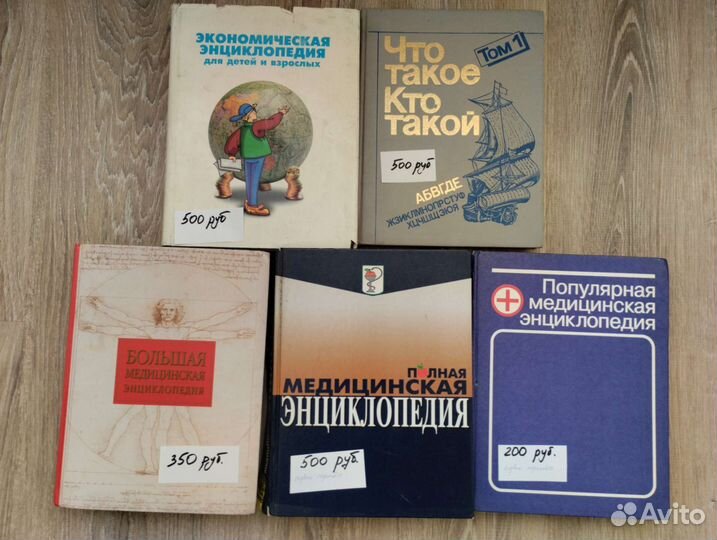 ЭКОНОМИЧЕСКАЯ
ЭНЦИКЛОПЕДИЯ
для детей и взрослых
500 руб.
Что
такое
Кто
такой
Том 1
500 руб
АБВГДЕ
ЖЗИКЛМНОПРСТУФ
ХЦЧШЩЭЮЯ
БОЛЬШАЯ
МЕДИЦИНСКАЯ
ЭНЦИКЛОПЕДИЯ
350 руб.
ПОЛНАЯ
МЕДИЦИНСКАЯ
ЭНЦИКЛОПЕДИЯ
500 руб.
Популярная
медицинская
энциклопедия
200 руб.
Avito